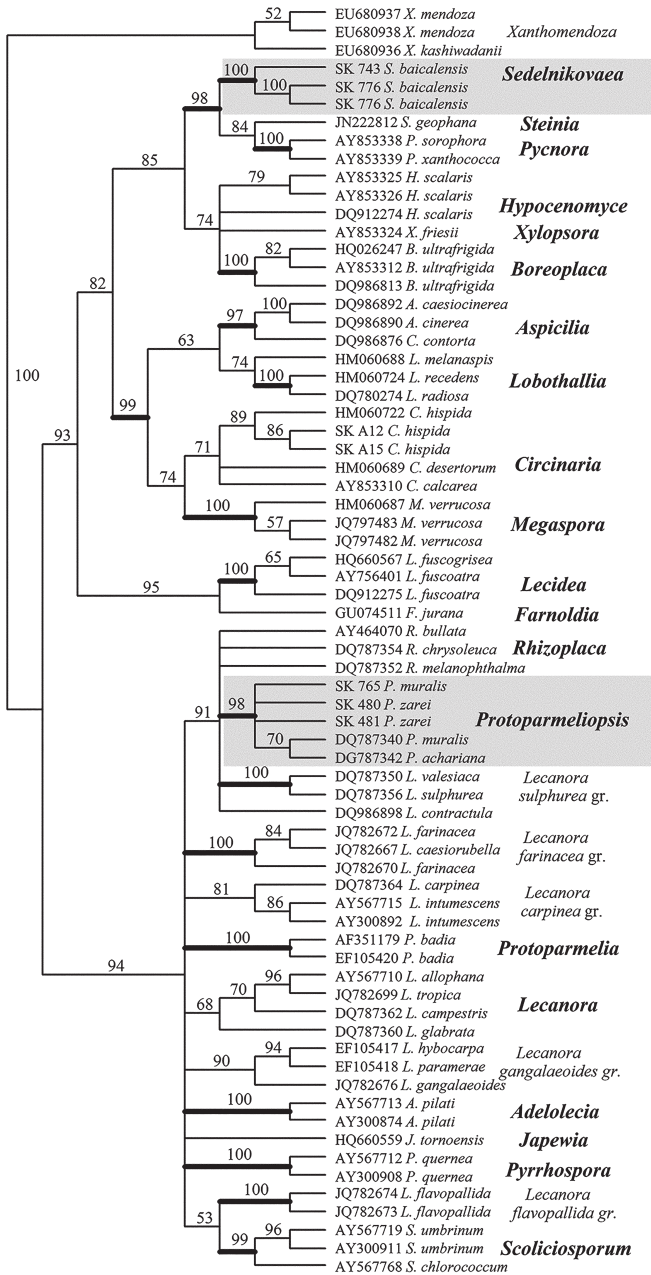 52
EU680937 X. mendoza
EU680938 X. mendoza
Xanthomendoza
EU680936 X. kashiwadanii
100
SK 743 S. baicalensis
Sedelnikovaea
100
SK 776 S. baicalensis
98
SK 776 S. baicalensis
84
JN222812 S. geophana
Steinia
100
AY853338 P. sorophora
Pycnora
85
AY853339 P. xanthococca
79
AY853325 H. scalaris
AY853326 H. scalaris
74
DQ912274 H. scalaris
Hypocenomyce
AY853324 X. friesii
Xylopsora
82
HQ026247 B. ultrafrigida
100
AY853312 B. ultrafrigida
Boreoplaca
82
DQ986813 B. ultrafrigida
100
DQ986892 A. caesiocinerea
97
DQ986890 A. cinerea
Aspicilia
63
DQ986876 C. contorta
74
HM060688 L. melanaspis
100
100
HM060724 L. recedens
Lobothallia
DQ780274 L. radiosa
99
89
HM060722 C. hispida
86
SK A12 C. hispida
93
71
SK A15 C. hispida
HM060689 C. desertorum
Circinaria
74
AY853310 C. calcarea
100
HM060687 M. verrucosa
57
JQ797483 M. verrucosa
Megaspora
JQ797482 M. verrucosa
65
HQ660567 L. fuscogrisea
100
AY756401 L. fuscoatra
Lecidea
95
DQ912275 L. fuscoatra
GU074511 F. jurana
Farnoldia
AY464070 R. bullata
DQ787354 R. chrysoleuca
Rhizoplaca
DQ787352 R. melanophthalma
SK 765 P. muralis
98
SK 480 P. zarei
91
SK 481 P. zarei
Protoparmeliopsis
70
DQ787340 P. muralis
DG787342 P. achariana
100
DQ787350 L. valesiaca
Lecanora
DQ787356 L. sulphurea
sulphurea gr.
DQ986898 L. contractula
84
JQ782672 L. farinacea
Lecanora
100
JQ782667 L. caesiorubella
farinacea gr.
JQ782670 L. farinacea
81
DQ787364 L. carpinea
Lecanora
86
AY567715 L. intumescens
carpinea gr.
AY300892 L. intumescens
100
AF351179 P. badia
Protoparmelia
EF105420 P. badia
94
96
AY567710 L. allophana
70
JQ782699 L. tropica
68
DQ787362 L. campestris
Lecanora
DQ787360 L. glabrata
94
EF105417 L. hybocarpa
Lecanora
90
EF105418 L. paramerae
gangalaeoides gr.
JQ782676 L. gangalaeoides
100
AY567713 A. pilati
Adelolecia
AY300874 A. pilati
HQ660559 J. tornoensis
Japewia
100
AY567712 P. quernea
Pyrrhospora
AY300908 P. quernea
100
JQ782674 L. flavopallida
Lecanora
JQ782673 L. flavopallida
flavopallida gr.
53
96
AY567719 S. umbrinum
99
AY300911 S. umbrinum
Scoliciosporum
AY567768 S. chlorococcum